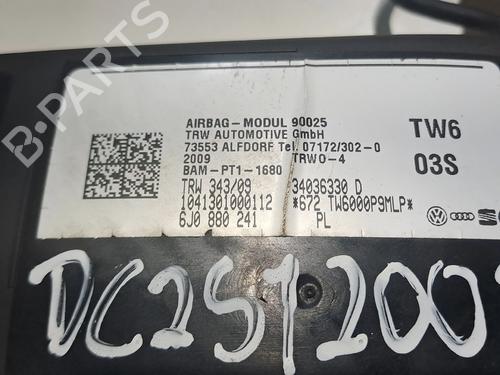 B-PARTS
AIRBAG-MODUL 90025
TRW AUTOMOTIVE GmbH
73553 ALFDORF Tel. 07172/302-0
2009 TRWO-4
BAM-PT1-1680
TRW 343/09 34036330 D
1041301000112 *672 TW6000P9MLP*
6J0 880 241 PL
TW6
03S
DC251200